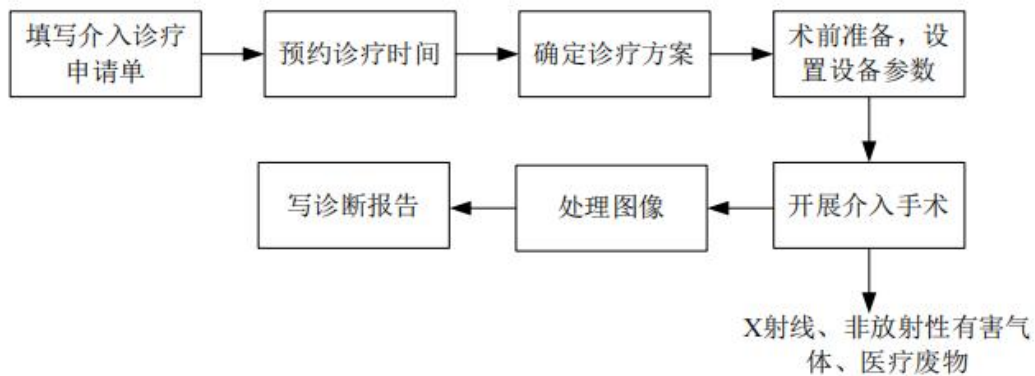 填写介入诊疗
申请单
预约诊疗时间
确定诊疗方案
术前准备，设
置设备参数
写诊断报告
处理图像
开展介入手术
X射线、非放射性有害气
体、医疗废物